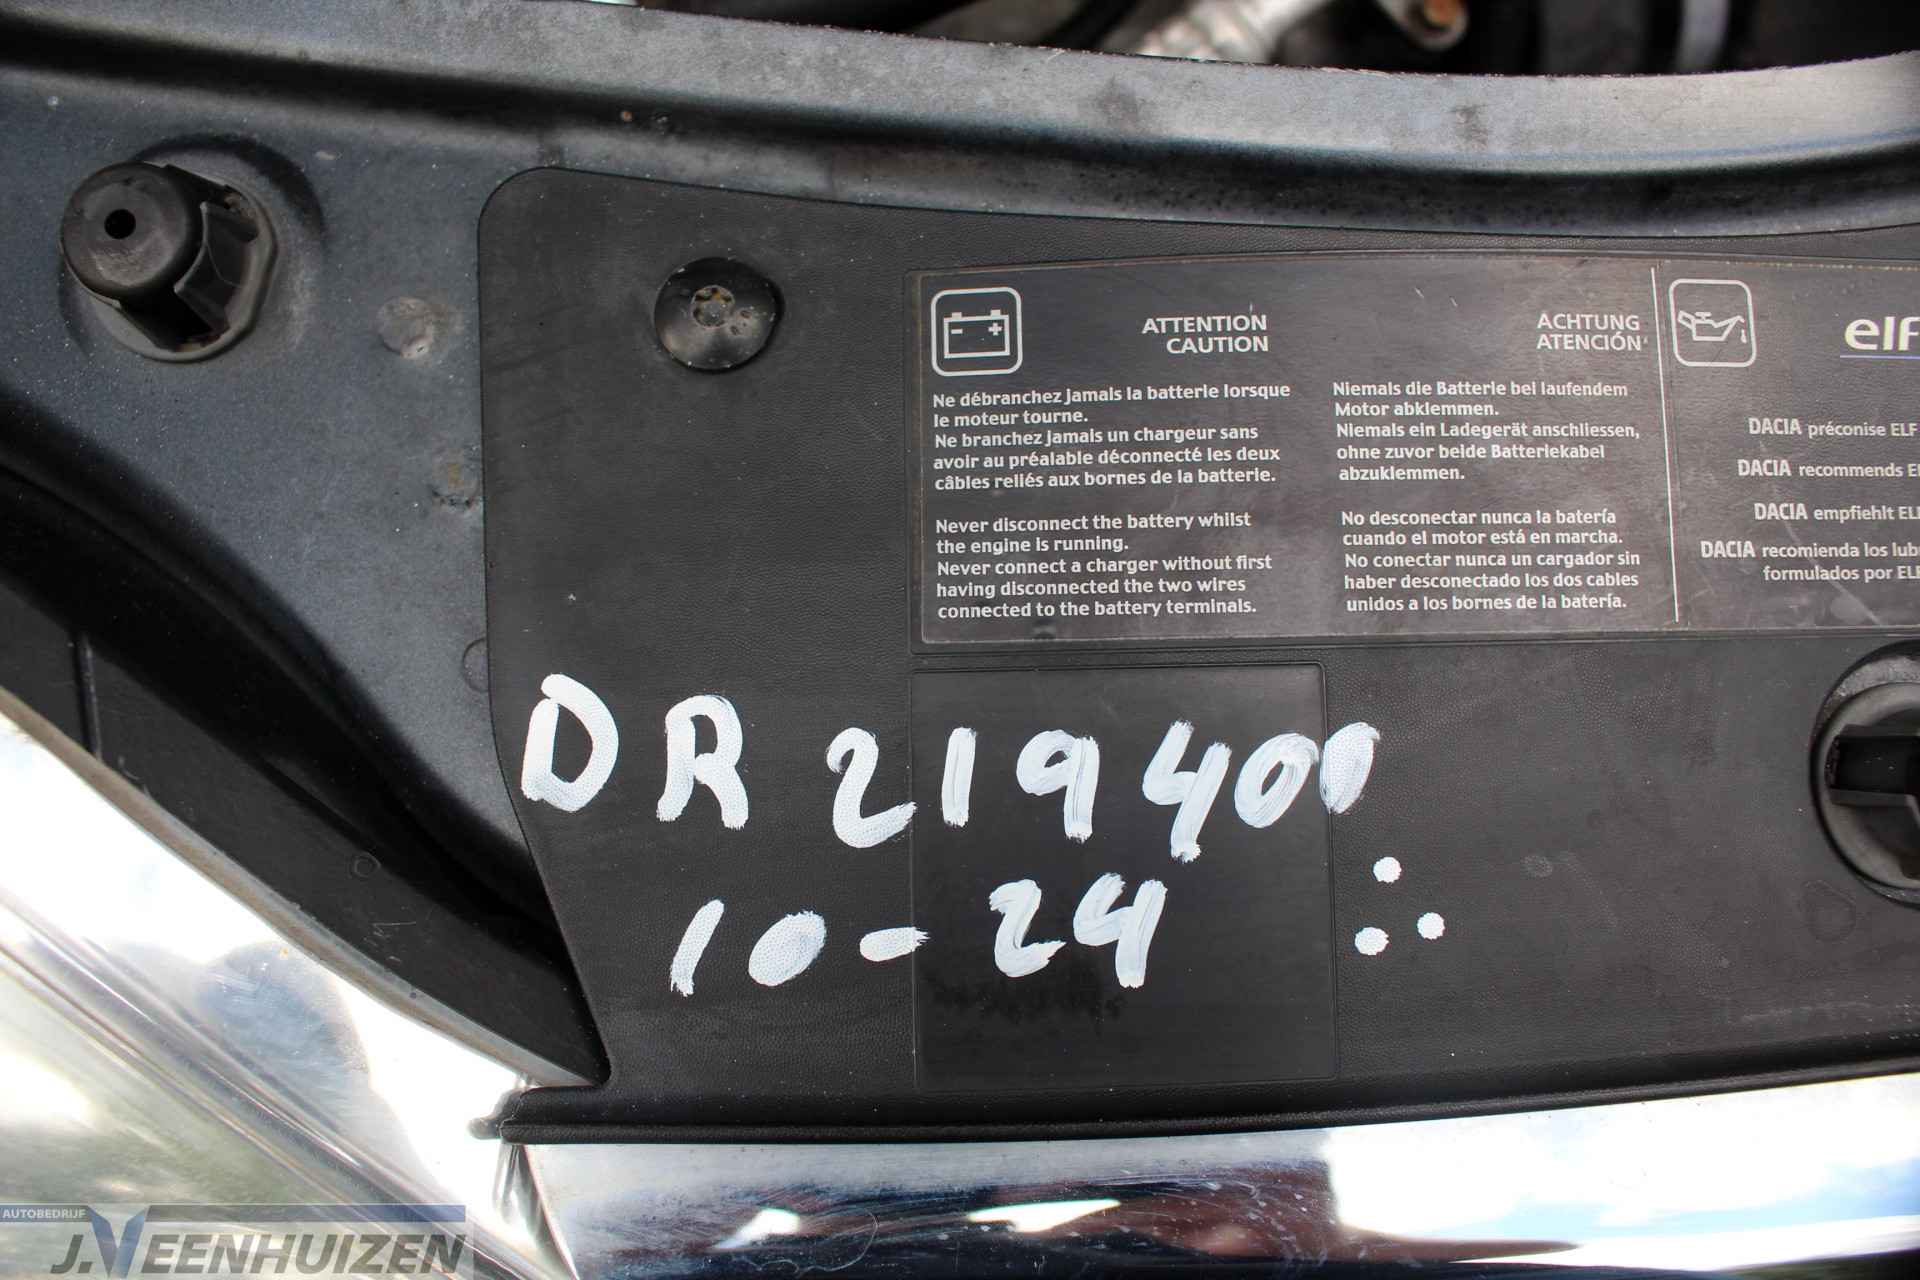 ATTENTION
CAUTION
Ne débranchez jamais la batterie lorsque
le moteur tourne.
Ne branchez jamais un chargeur sans
avoir au préalable déconnecté les deux
câbles reliés aux bornes de la batterie.
Never disconnect the battery whilst
the engine is running.
Never connect a charger without first
having disconnected the two wires
connected to the battery terminals.
ACHTUNG
ATENCIÓN
Niemals die Batterie bei laufendem
Motor abklemmen.
Niemals ein Ladegerät anschliessen,
ohne zuvor beide Batteriekabel
abzuklemmen.
No desconectar nunca la batería
cuando el motor está en marcha.
No conectar nunca un cargador sin
haber desconectado los dos cables
unidos a los bornes de la batería.
elf
DACIA préconise ELF
DACIA recommends
DACIA empfiehlt
DACIA recomienda los
formulados por
DR 219400
10-24
AUTOBEDRIJF
J.VEENHUIZEN